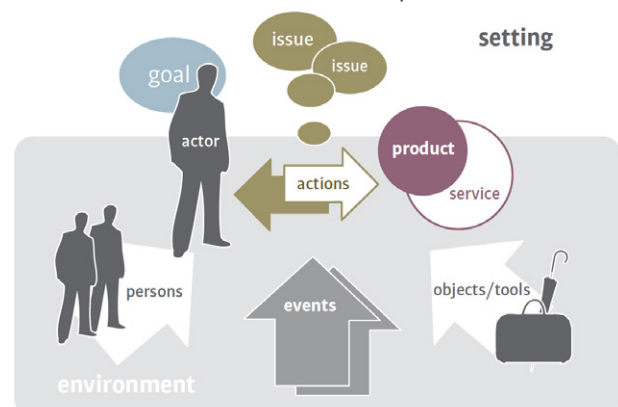 issue
setting
issue
goal
actor
product
actions
service
persons
objects/tools
events
environment